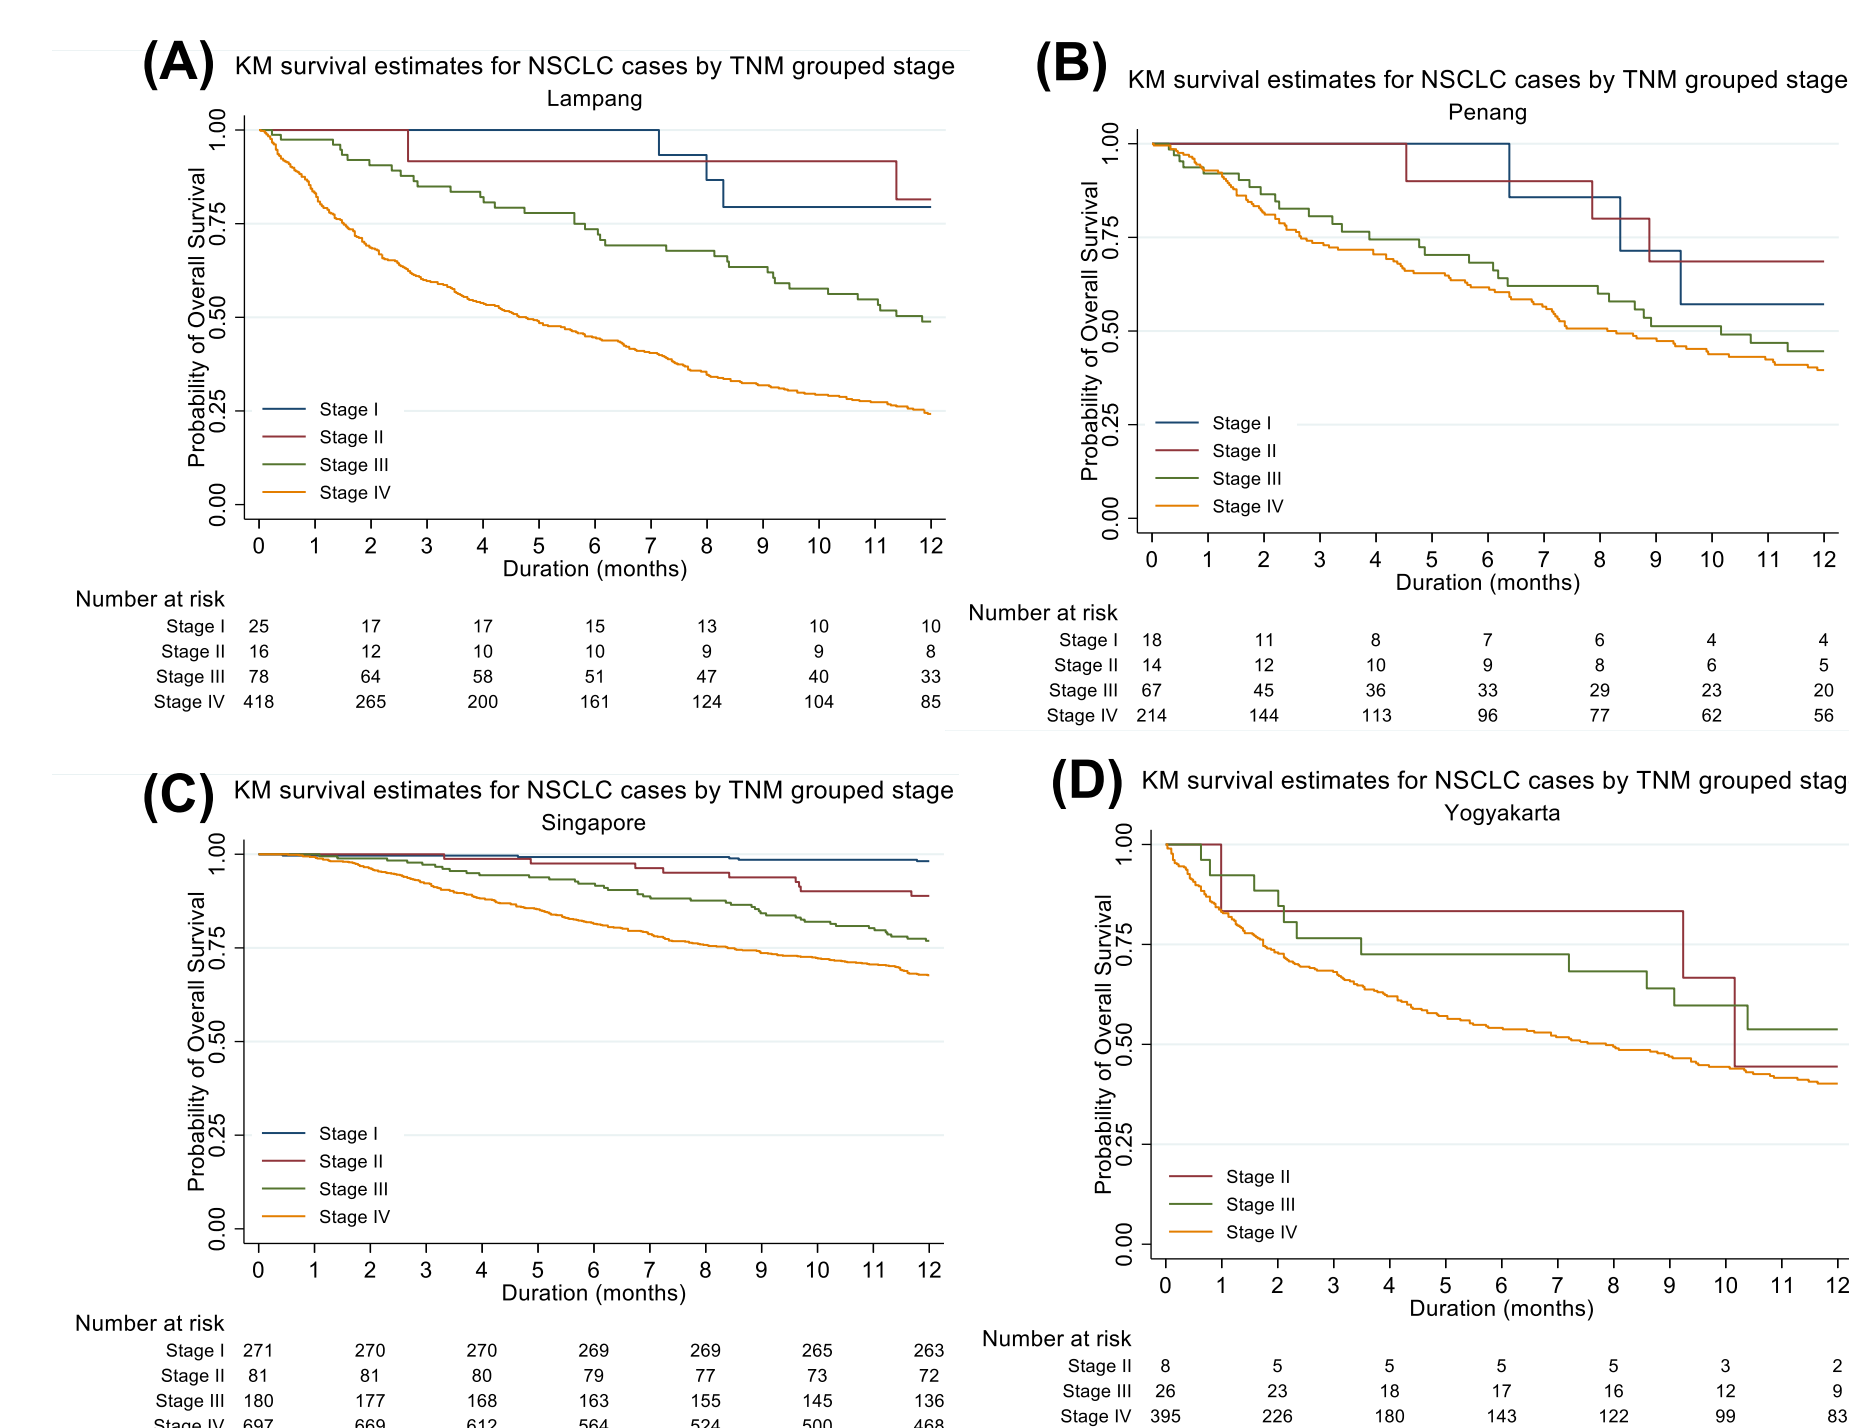 (A) KM survival estimates for NSCLC cases by TNM grouped stage
Lampang
Probability of Overall Survival
1.00
0.75
0.50
0.25
0.00
Stage I
Stage II
Stage III
Stage IV
0 1 2 3 4 5 6 7 8 9 10 11 12
Duration (months)
Number at risk
Stage I 25 17 17 15 13 10 10
Stage II 16 12 10 10 9 9 8
Stage III 78 64 58 51 47 40 33
Stage IV 418 265 200 161 124 104 85
(B) KM survival estimates for NSCLC cases by TNM grouped stage
Penang
Probability of Overall Survival
1.00
0.75
0.50
0.25
0.00
Stage I
Stage II
Stage III
Stage IV
0 1 2 3 4 5 6 7 8 9 10 11 12
Duration (months)
Number at risk
Stage I 18 11 8 7 6 4 4
Stage II 14 12 10 9 8 6 5
Stage III 67 45 36 33 29 23 20
Stage IV 214 144 113 96 77 62 56
(C) KM survival estimates for NSCLC cases by TNM grouped stage
Singapore
Probability of Overall Survival
1.00
0.75
0.50
0.25
0.00
Stage I
Stage II
Stage III
Stage IV
0 1 2 3 4 5 6 7 8 9 10 11 12
Duration (months)
Number at risk
Stage I 271 270 270 269 269 265 263
Stage II 81 81 80 79 77 73 72
Stage III 180 177 168 163 155 145 136
Stage IV 697 669 612 564 524 500 468
(D) KM survival estimates for NSCLC cases by TNM grouped stag
Yogyakarta
Probability of Overall Survival
1.00
0.75
0.50
0.25
0.00
Stage II
Stage III
Stage IV
0 1 2 3 4 5 6 7 8 9 10 11 12
Duration (months)
Number at risk
Stage II 8 5 5 5 5 3 2
Stage III 26 23 18 17 16 12 9
Stage IV 395 226 180 143 122 99 83